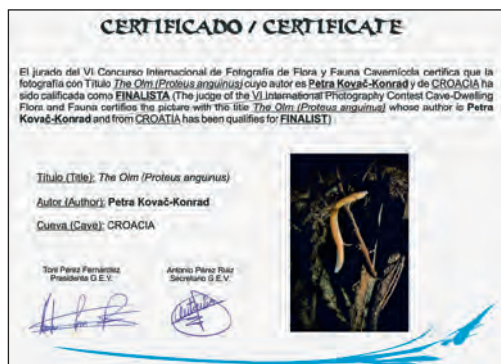 CERTIFICADO / CERTIFICATE
El jurado del VI Concurso Internacional de Fotografía de Flora y Fauna Cavernícola certifica que la
fotografía con Título The Olm (Proteus anguinus) cuyo autor es Petra Kovač-Konrad y de CROACIA ha
sido calificada como FINALISTA (The judge of the VI International Photography Contest Cave-Dwelling
Flora and Fauna certifies the picture with the title The Olm (Proteus anguinus) whose author is Petra
Kovač-Konrad and from CROATIA has been qualifies for FINALIST)
Título (Title): The Olm (Proteus anguinus)
Autor (Author): Petra Kovač-Konrad
Cueva (Cave): CROACIA
Toni Pérez Fernández
Presidente G.E.V.
Antonio Pérez Ruiz
Secretario G.E.V.